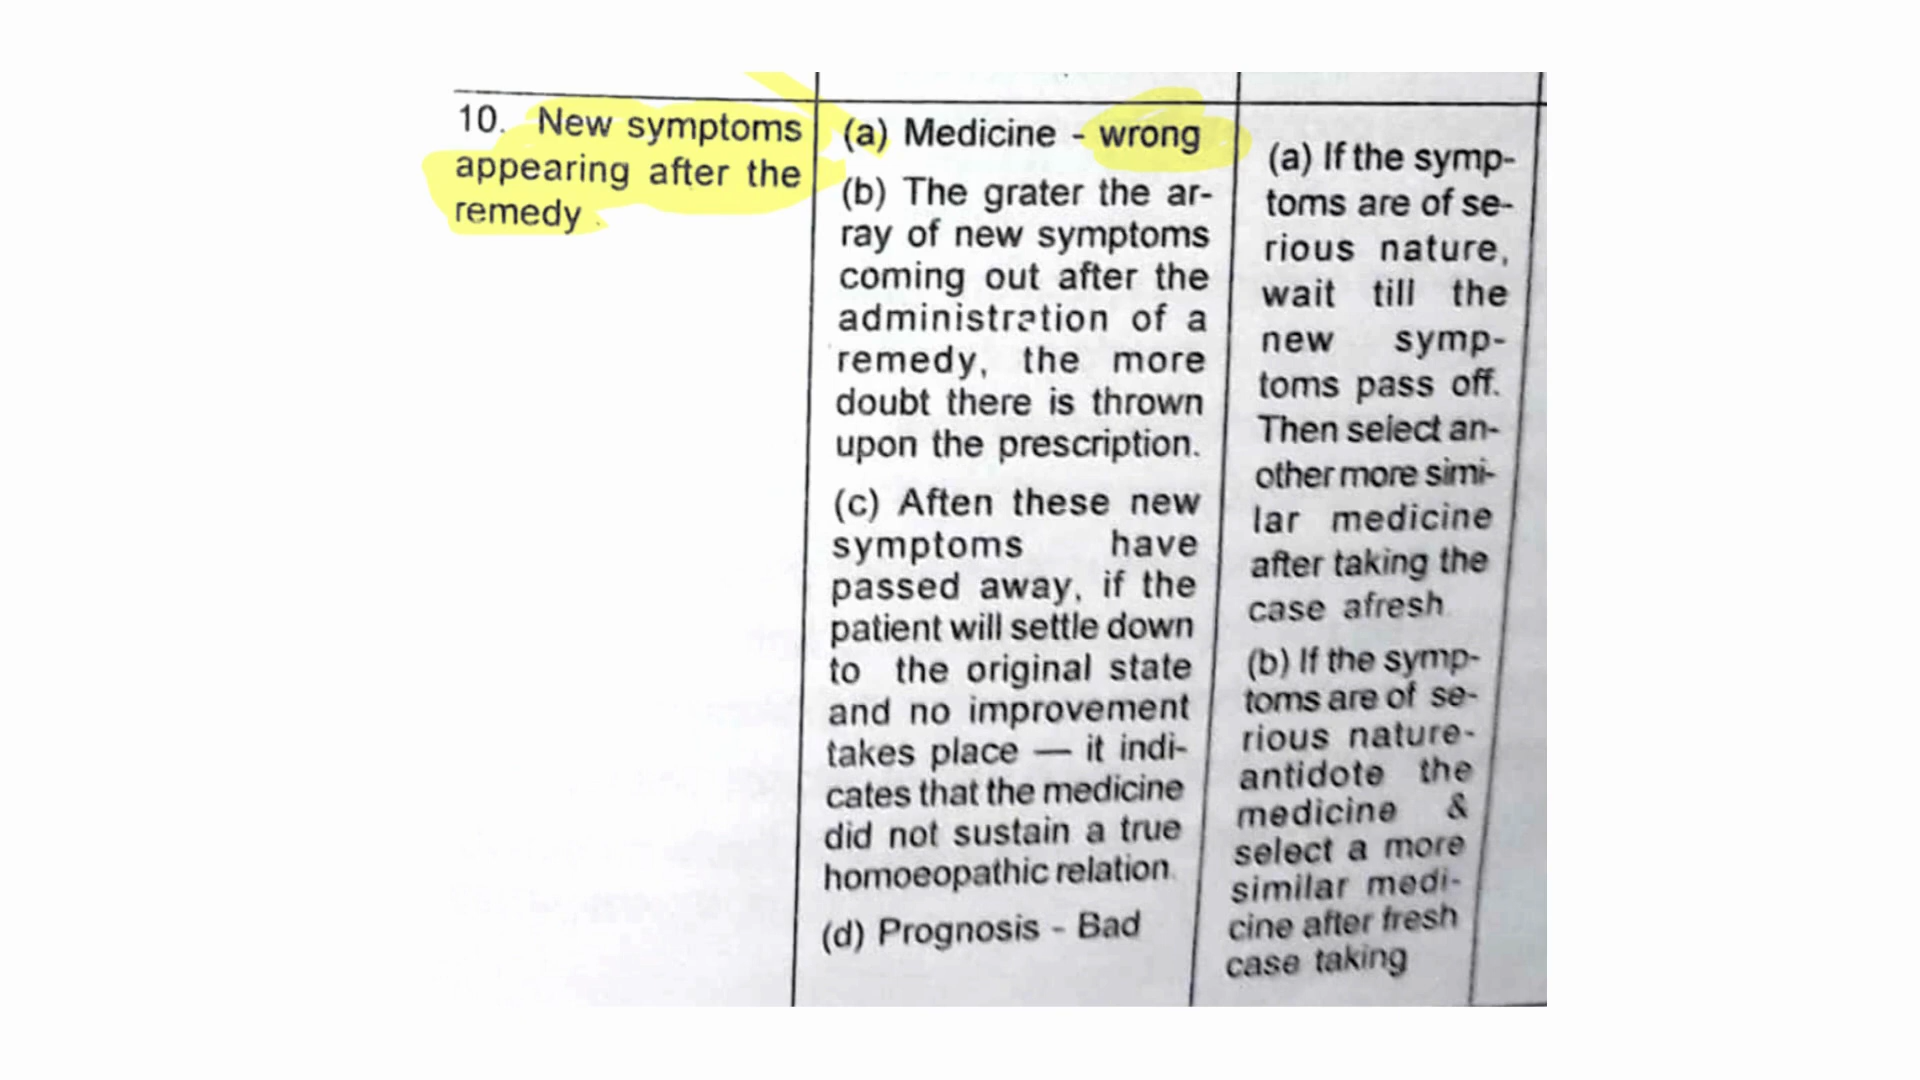 10. New symptoms
appearing after the
remedy
(a) Medicine - wrong
(b) The grater the ar-
ray of new symptoms
coming out after the
administration of a
remedy, the more
doubt there is thrown
upon the prescription.
(c) Aften these new
symptoms have
passed away, if the
patient will settle down
to the original state
and no improvement
takes place — it indi-
cates that the medicine
did not sustain a true
homoeopathic relation.
(d) Prognosis - Bad
(a) If the symp-
toms are of se-
rious nature,
wait till the
new symp-
toms pass off.
Then select an-
other more simi-
lar medicine
after taking the
case afresh
(b) If the symp-
toms are of se-
rious nature-
antidote the
medicine &
select a more
similar medi-
cine after fresh
case taking